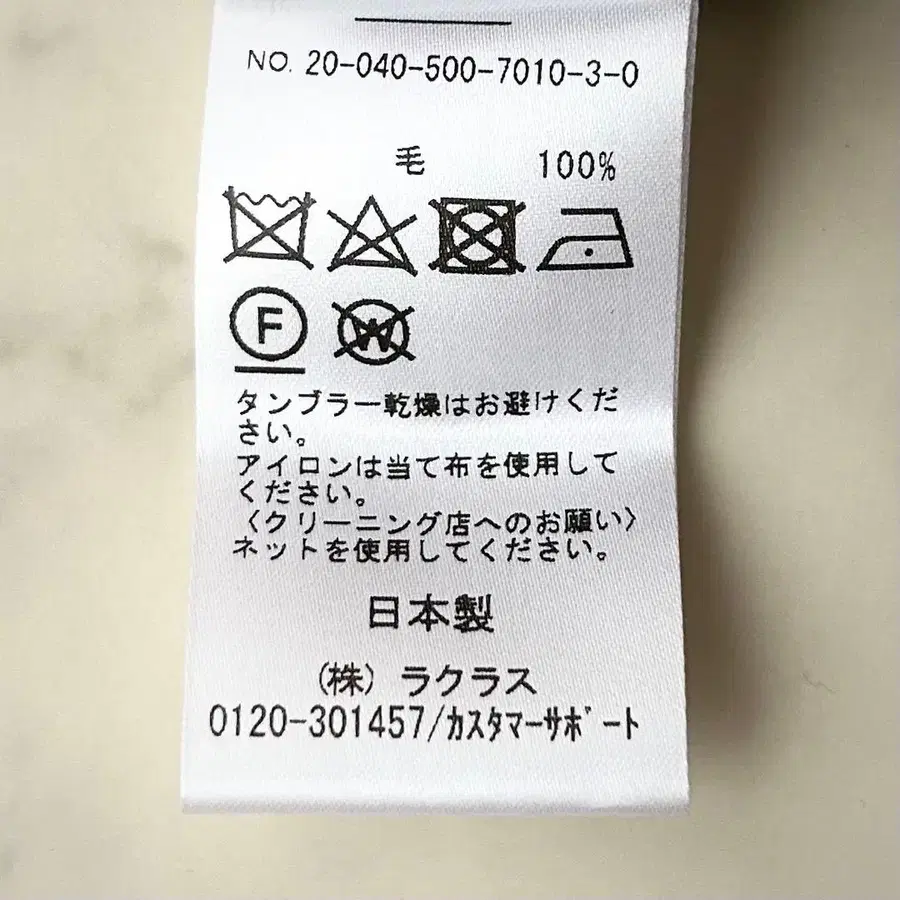 NO. 20-040-500-7010-3-0
毛 100%
F
W
タンブラー乾燥はお避けくだ
さい。
アイロンは当て布を使用して
ください。
〈クリーニング店へのお願い〉
ネットを使用してください。
日本製
(株) ラクラス
0120-301457/ｶｽﾀﾏｰｻﾎﾟｰﾄ